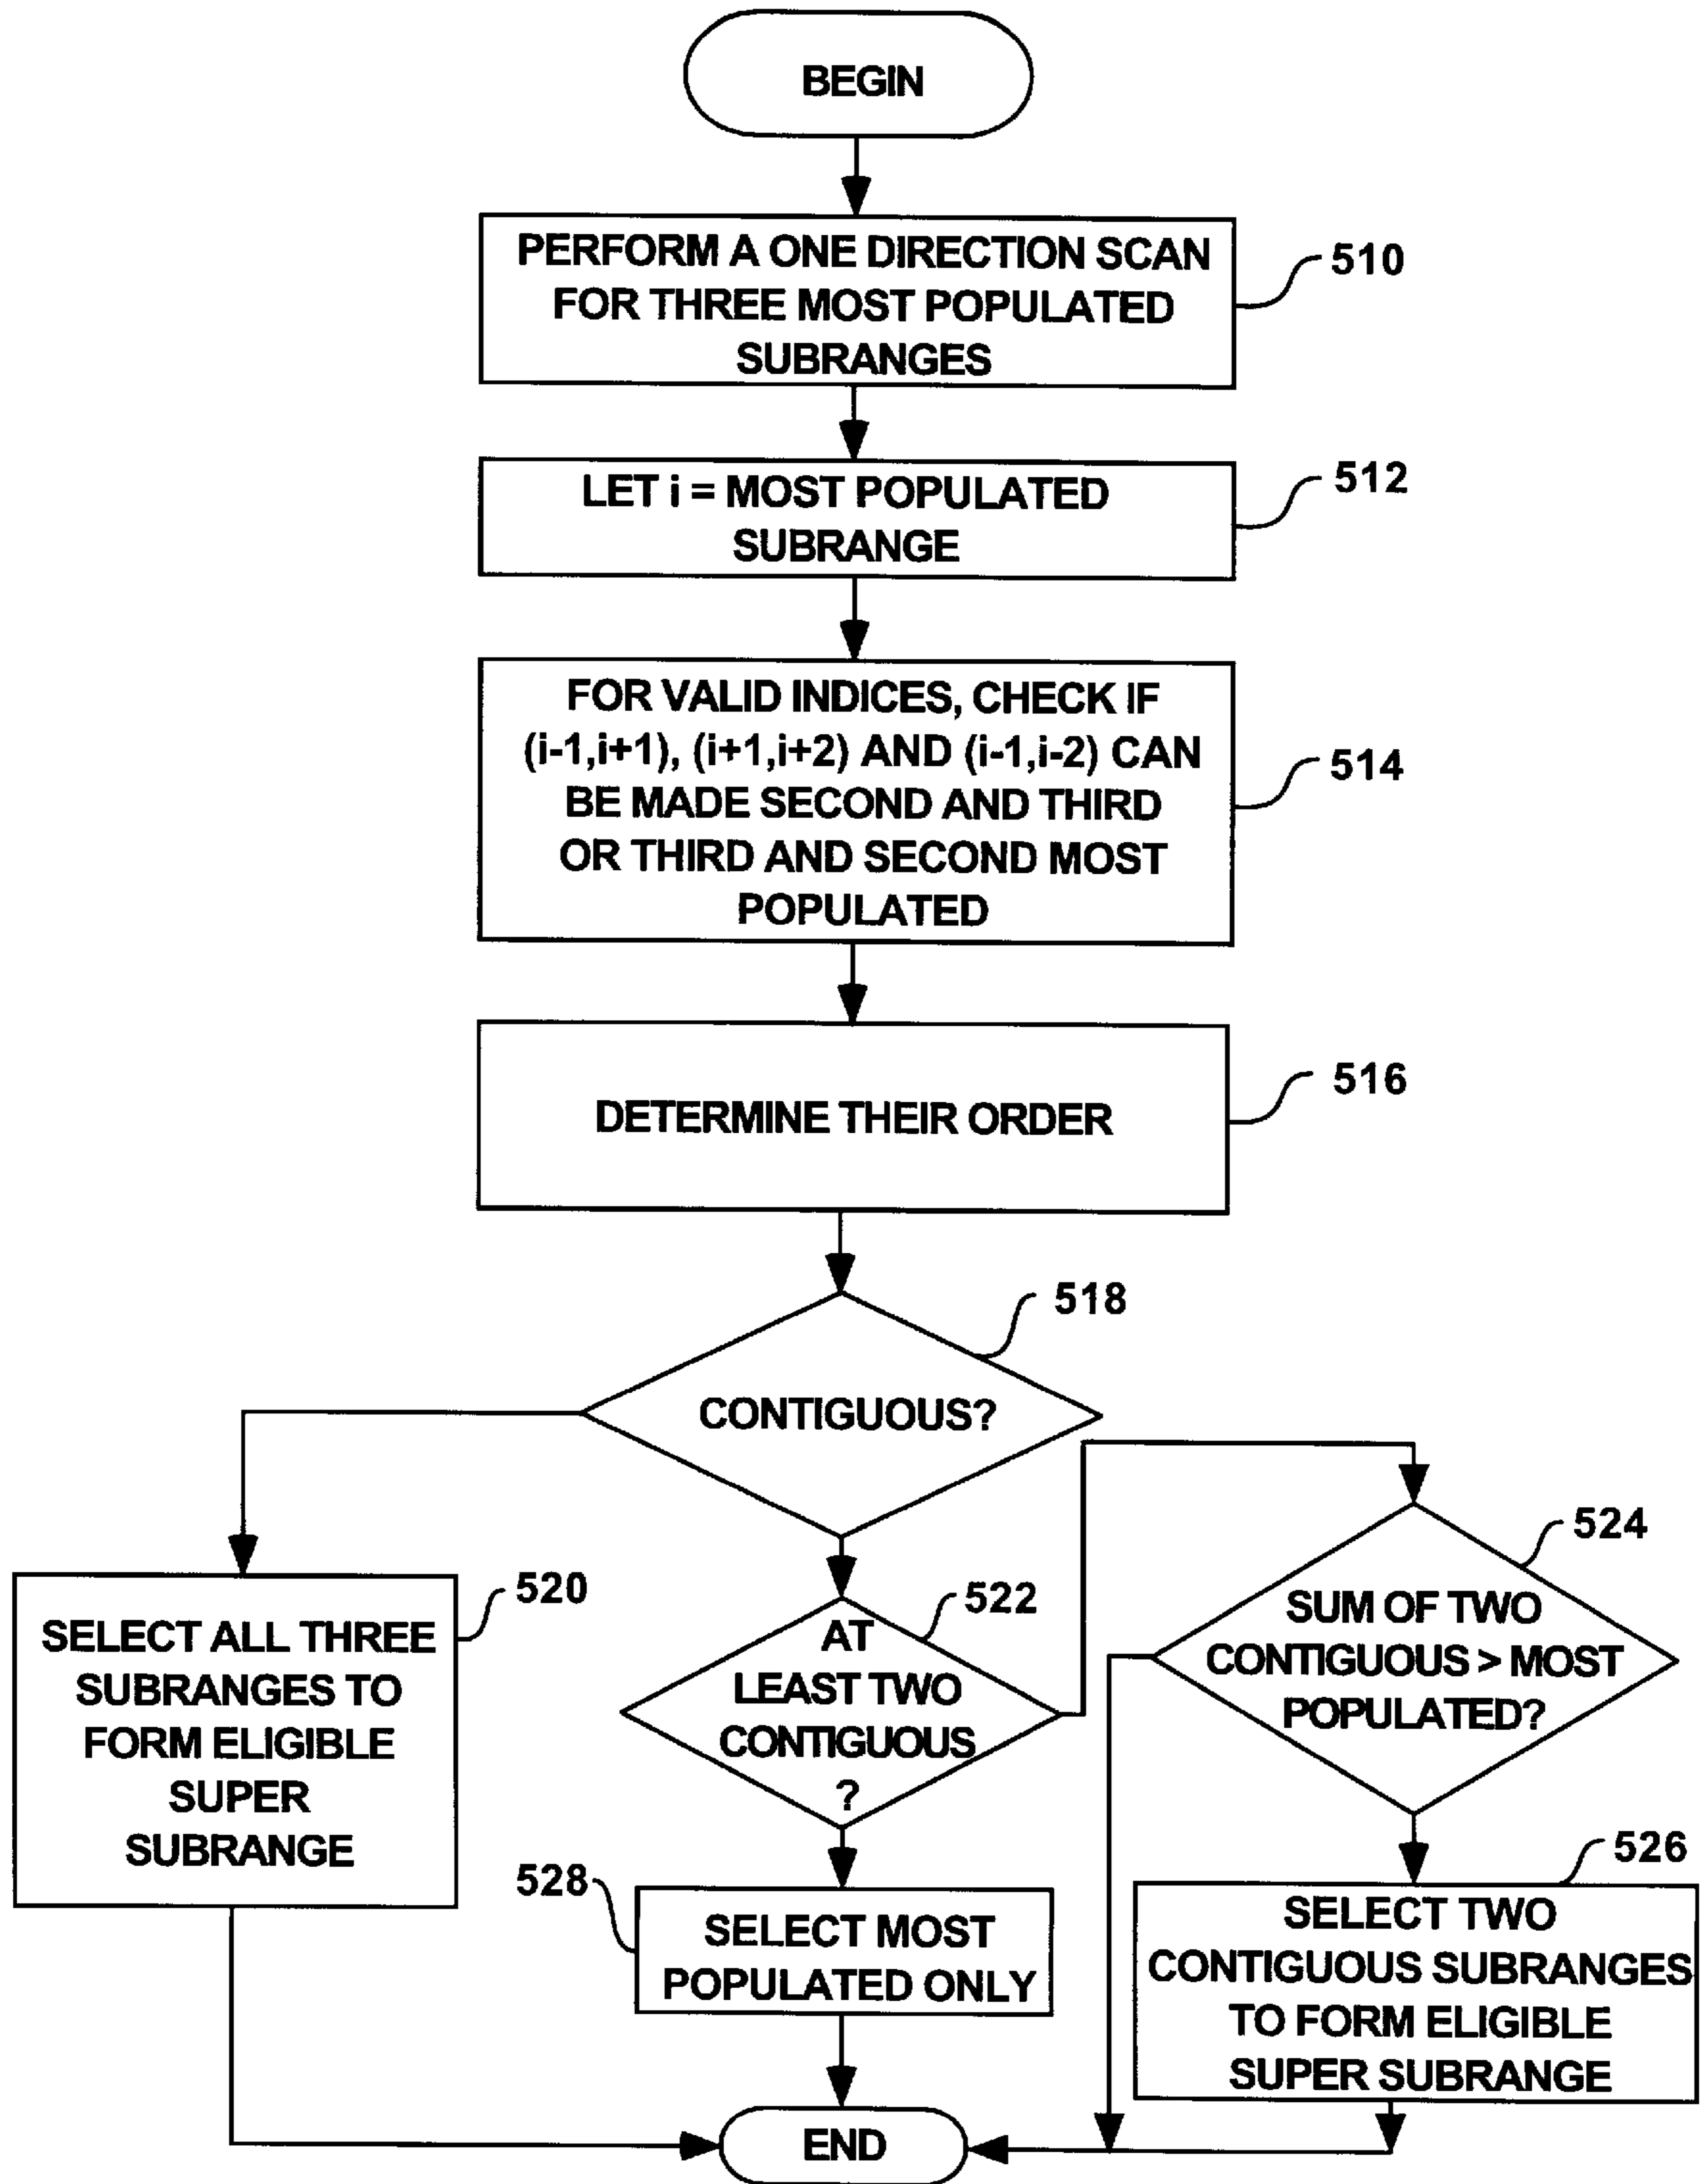 BEGIN
PERFORM A ONE DIRECTION SCAN
FOR THREE MOST POPULATED
SUBRANGES
510
LET i = MOST POPULATED
SUBRANGE
512
FOR VALID INDICES, CHECK IF
(i-1,i+1), (i+1,i+2) AND (i-1,i-2) CAN
BE MADE SECOND AND THIRD
OR THIRD AND SECOND MOST
POPULATED
514
DETERMINE THEIR ORDER
516
CONTIGUOUS?
518
SELECT ALL THREE
SUBRANGES TO
FORM ELIGIBLE
SUPER
SUBRANGE
520
AT
LEAST TWO
CONTIGUOUS
?
522
SUM OF TWO
CONTIGUOUS > MOST
POPULATED?
524
SELECT MOST
POPULATED ONLY
528
SELECT TWO
CONTIGUOUS SUBRANGES
TO FORM ELIGIBLE
SUPER SUBRANGE
526
END